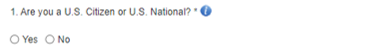 1. Are you a U.S. Citizen or U.S. National? *
Yes No